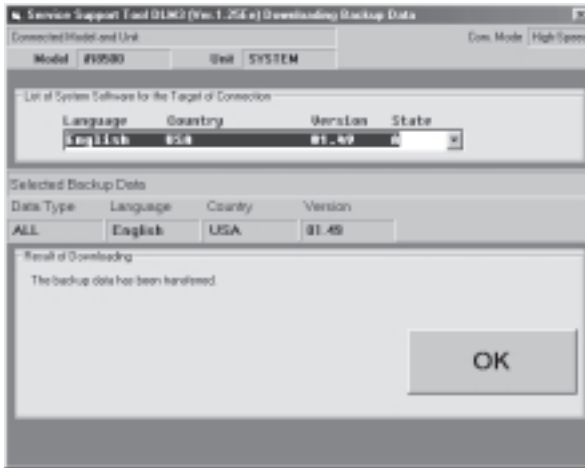 Service Support Tool DLM3 (Ver.1.25Ee) Downloading Backup Data
Connected Model and Unit
Com. Mode High Speed
Model iR8500 Unit SYSTEM
List of System Software for the Target of Connection
Language Country Version State
English USA 01.49
Selected Backup Data
Data Type Language Country Version
ALL English USA 01.49
Result of Downloading
The backup data has been transferred.
OK